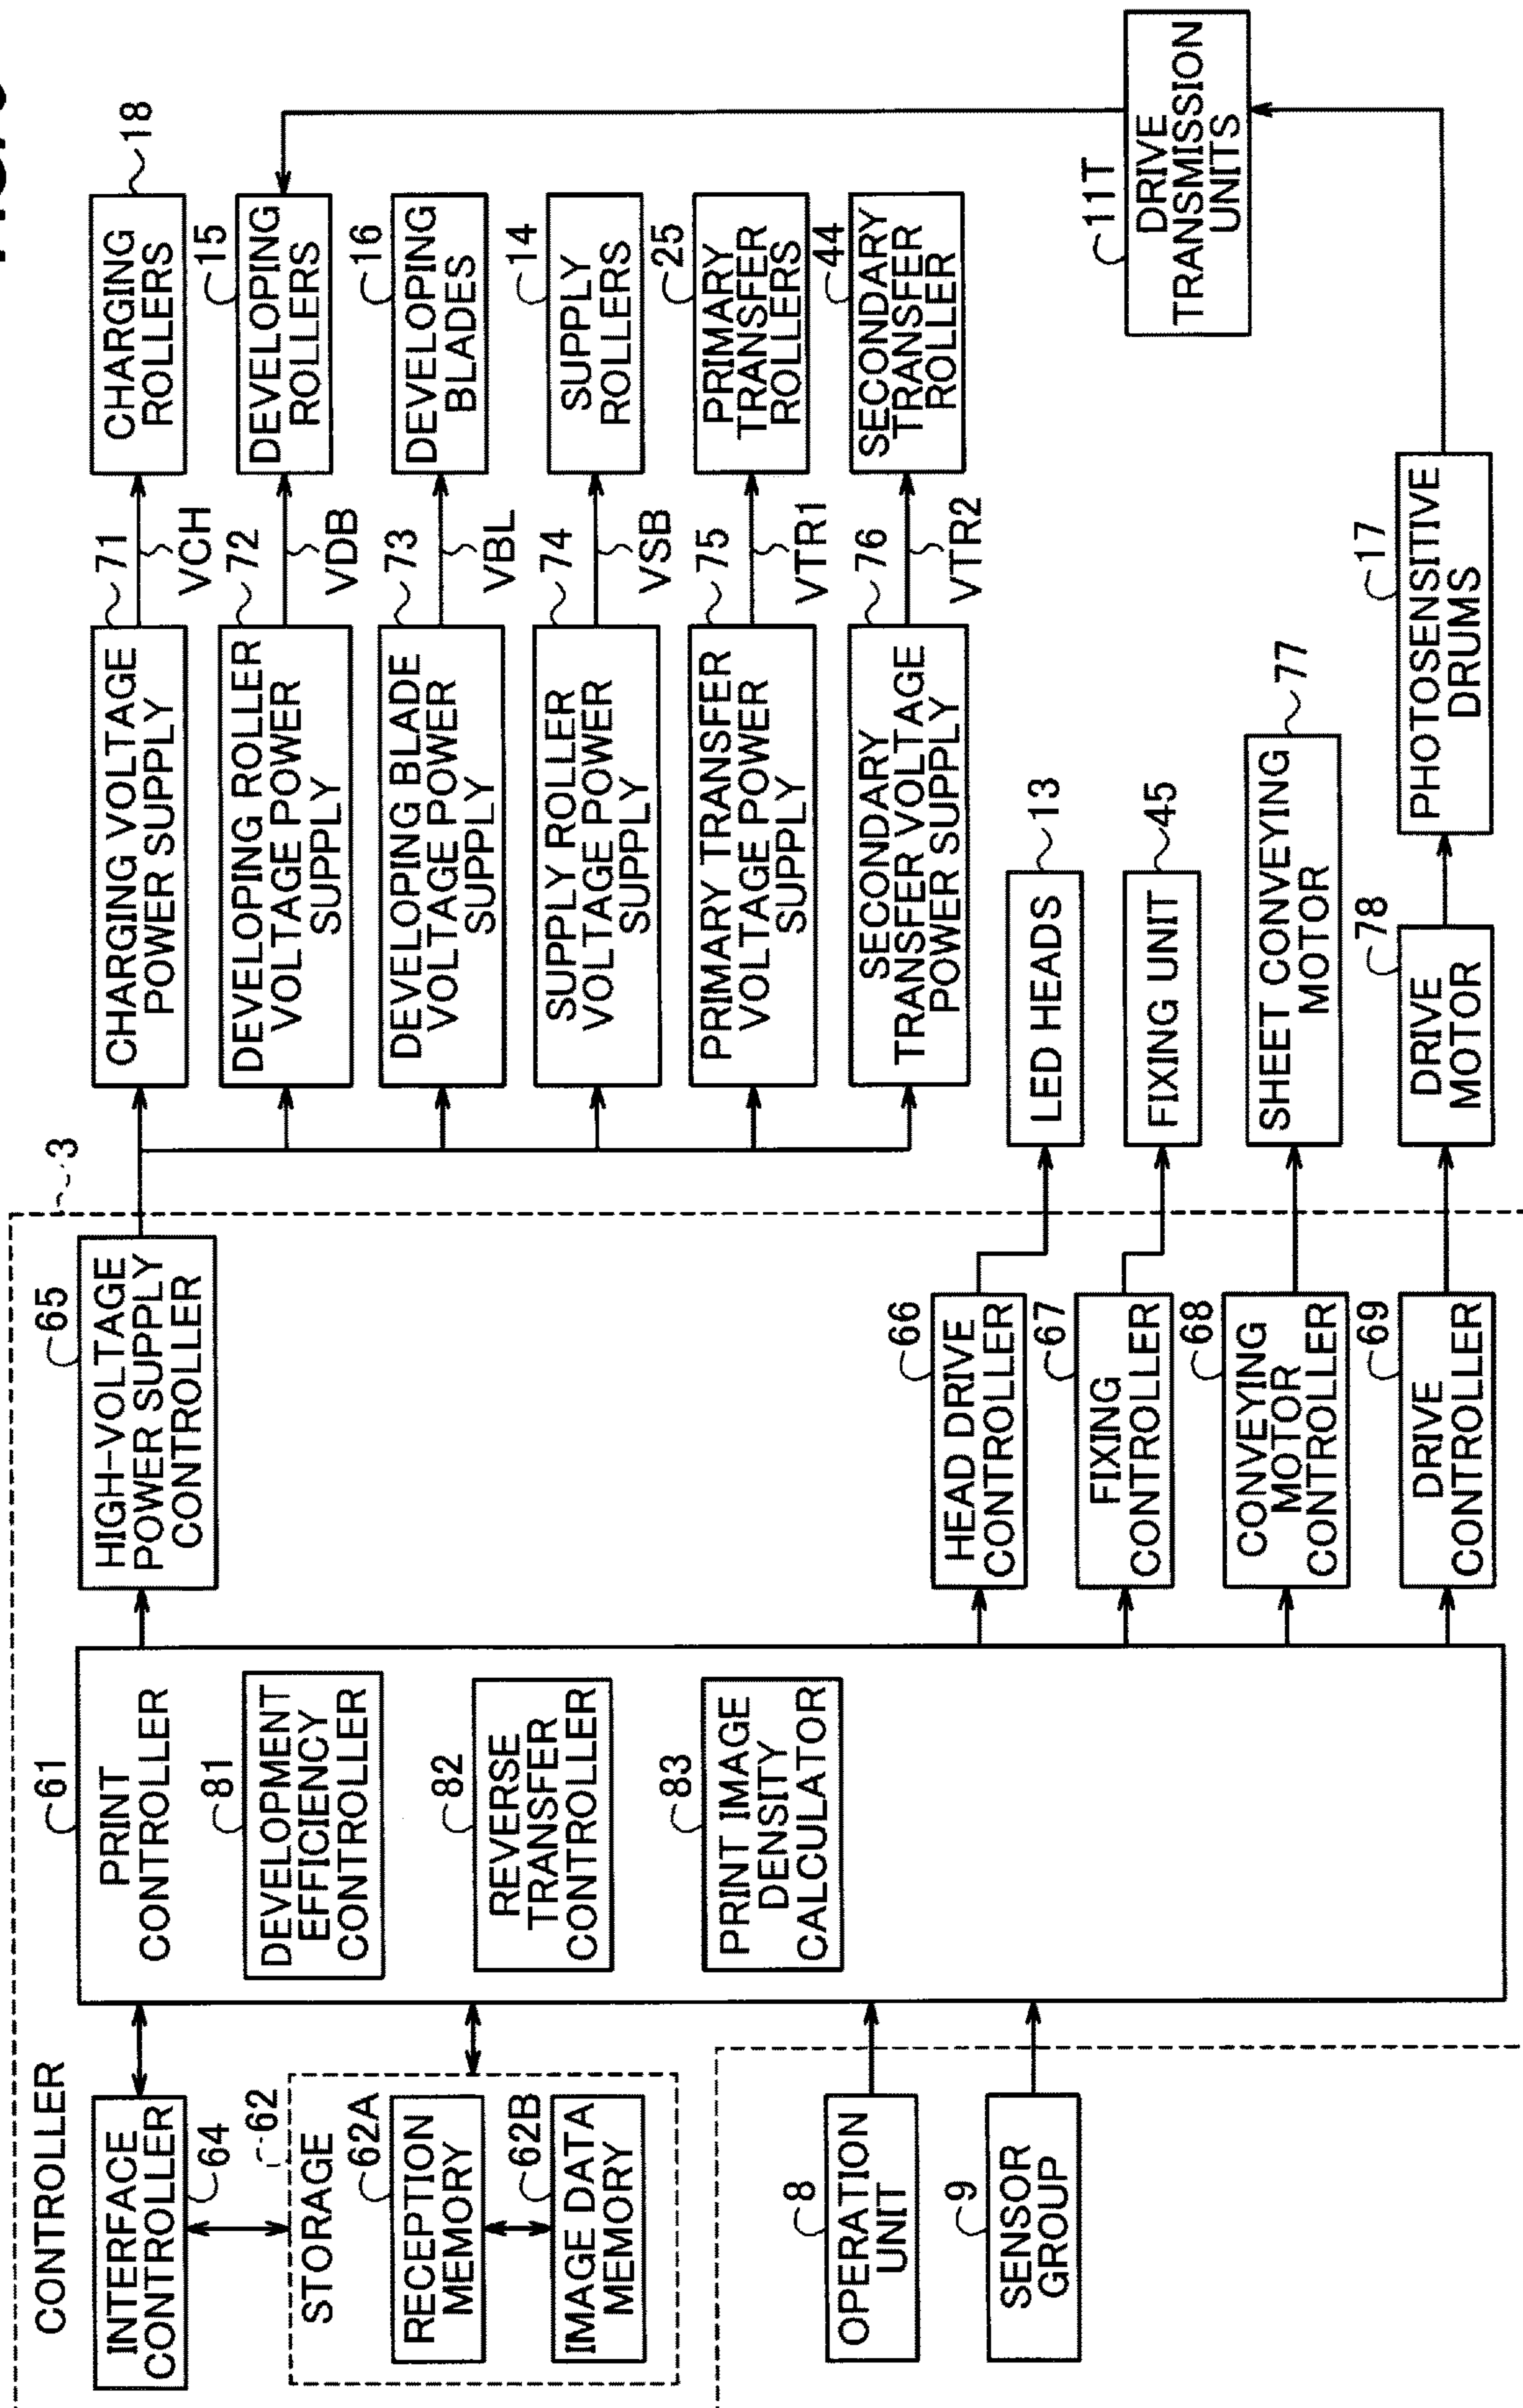 CONTROLLER
3
INTERFACE
CONTROLLER
64
62
STORAGE
62A
RECEPTION
MEMORY
62B
IMAGE DATA
MEMORY
8
OPERATION
UNIT
9
SENSOR
GROUP
61
PRINT
CONTROLLER
81
DEVELOPMENT
EFFICIENCY
CONTROLLER
82
REVERSE
TRANSFER
CONTROLLER
83
PRINT IMAGE
DENSITY
CALCULATOR
65
HIGH-VOLTAGE
POWER SUPPLY
CONTROLLER
66
HEAD DRIVE
CONTROLLER
67
FIXING
CONTROLLER
68
CONVEYING
MOTOR
CONTROLLER
69
DRIVE
CONTROLLER
71
CHARGING VOLTAGE
POWER SUPPLY
VCH
72
DEVELOPING ROLLER
VOLTAGE POWER
SUPPLY
VDB
73
DEVELOPING BLADE
VOLTAGE POWER
SUPPLY
VBL
74
SUPPLY ROLLER
VOLTAGE POWER
SUPPLY
VSB
75
PRIMARY TRANSFER
VOLTAGE POWER
SUPPLY
VTR1
76
SECONDARY
TRANSFER VOLTAGE
POWER SUPPLY
VTR2
LED HEADS
13
FIXING UNIT
45
SHEET CONVEYING
MOTOR
77
78
DRIVE
MOTOR
17
PHOTOSENSITIVE
DRUMS
18
CHARGING
ROLLERS
15
DEVELOPING
ROLLERS
16
DEVELOPING
BLADES
14
SUPPLY
ROLLERS
25
PRIMARY
TRANSFER
ROLLERS
44
SECONDARY
TRANSFER
ROLLER
11T
DRIVE
TRANSMISSION
UNITS